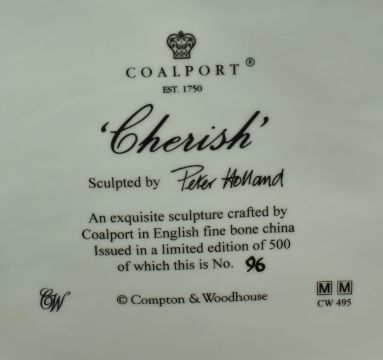 COALPORT®
EST. 1750
'Cherish'
Sculpted by Peter Holland
An exquisite sculpture crafted by
Coalport in English fine bone china
Issued in a limited edition of 500
of which this is No. 96
CW © Compton & Woodhouse M M
CW 495